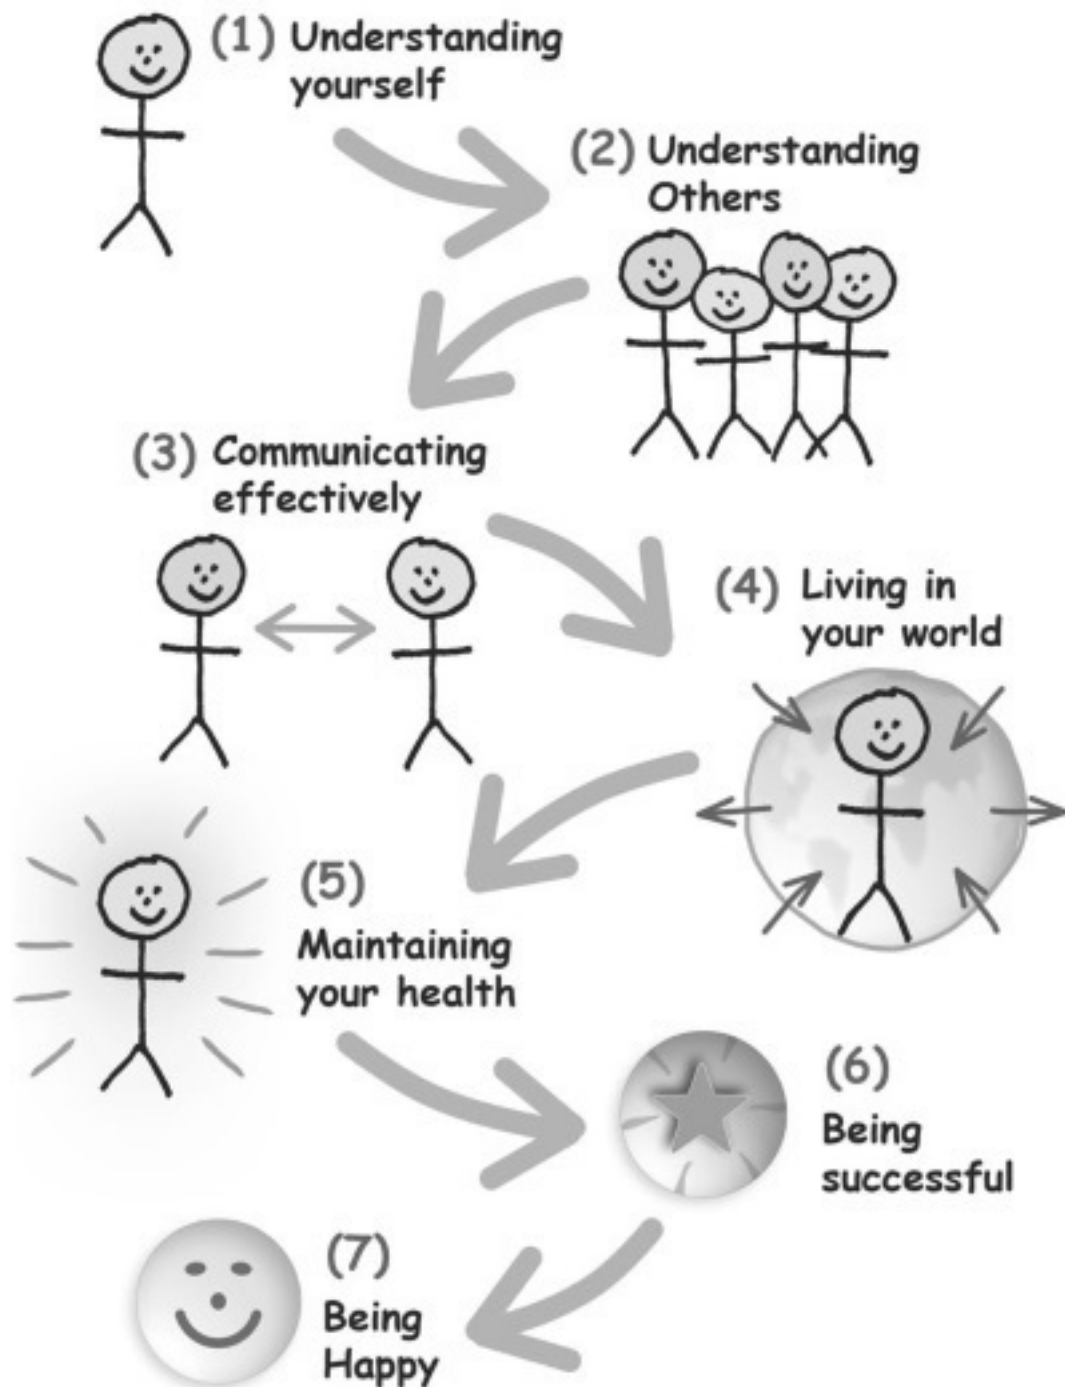 (1) Understanding
yourself
(2) Understanding
Others
(3) Communicating
effectively
(4) Living in
your world
(5)
Maintaining
your health
(6)
Being
successful
(7)
Being
Happy